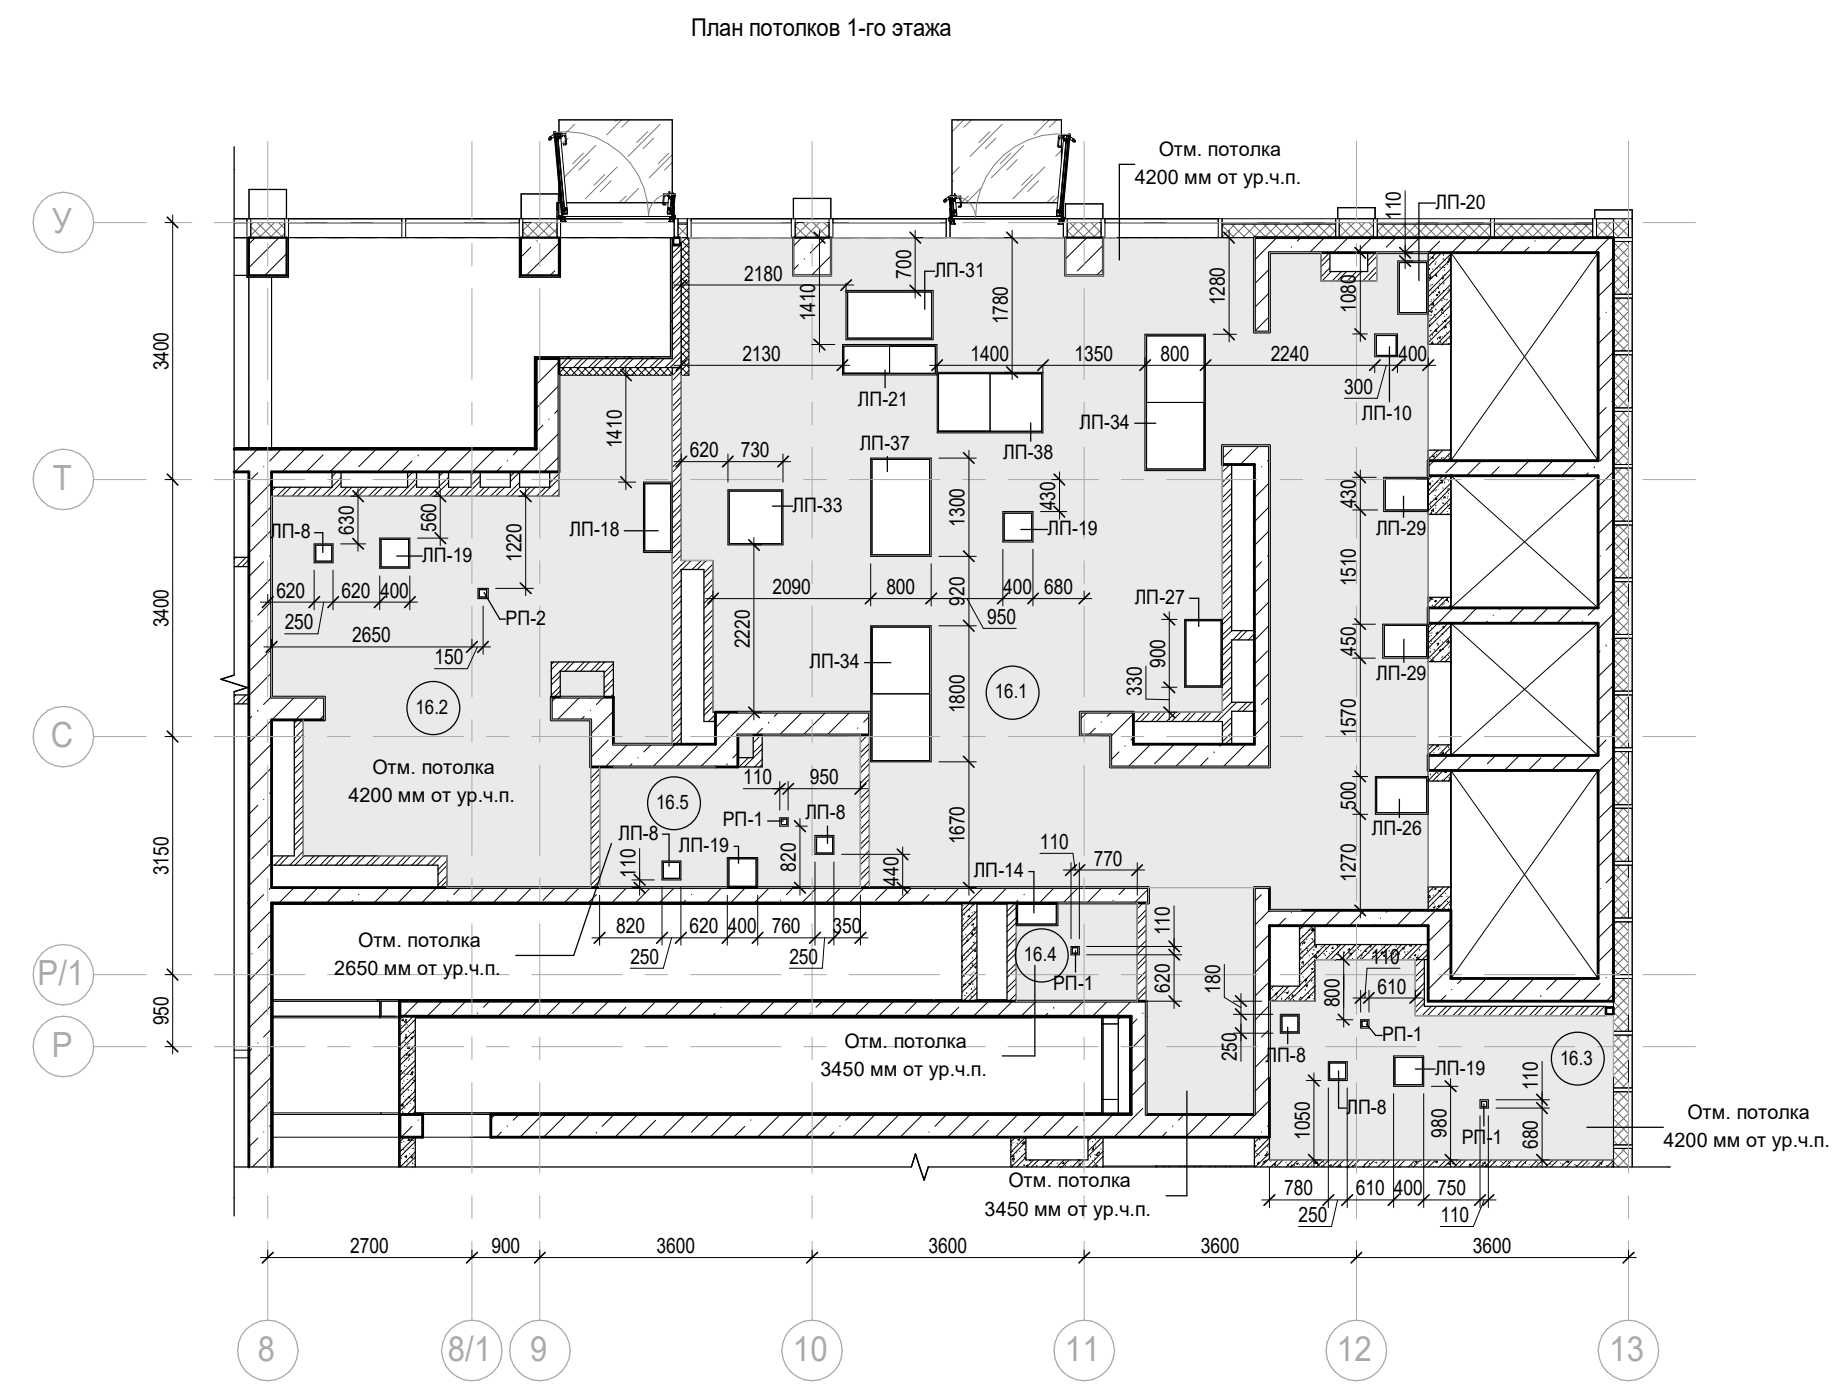 План потолков 1-го этажа
Отм. потолка
4200 мм от ур.ч.п.
110
ЛП-20
У
2180
700
ЛП-31
1410
1780
1280
1080
3400
2130
1400
1350
800
2240
400
300
ЛП-21
ЛП-10
1410
ЛП-34
ЛП-37
ЛП-38
620
730
Т
430
430
ЛП-8
630
560
1220
ЛП-18
ЛП-33
1300
ЛП-19
ЛП-29
ЛП-19
1510
3400
620
620
400
2090
800
920
400
680
ЛП-27
250
РП-2
950
2650
150
2220
450
900
ЛП-34
330
ЛП-29
16.2
16.1
1800
1570
С
Отм. потолка
4200 мм от ур.ч.п.
110
950
16.5
500
РП-1
ЛП-8
ЛП-8
ЛП-19
1670
ЛП-26
3150
110
820
440
110
770
ЛП-14
1270
820
620
400
760
350
110
Отм. потолка
2650 мм от ур.ч.п.
250
250
16.4
110
Р/1
РП-1
620
180
800
610
950
Отм. потолка
3450 мм от ур.ч.п.
РП-1
Р
250
ЛП-8
16.3
ЛП-19
110
1050
ЛП-8
980
РП-1
680
Отм. потолка
4200 мм от ур.ч.п.
Отм. потолка
3450 мм от ур.ч.п.
780
610
400
750
250
110
2700
900
3600
3600
3600
3600
8
8/1
9
10
11
12
13